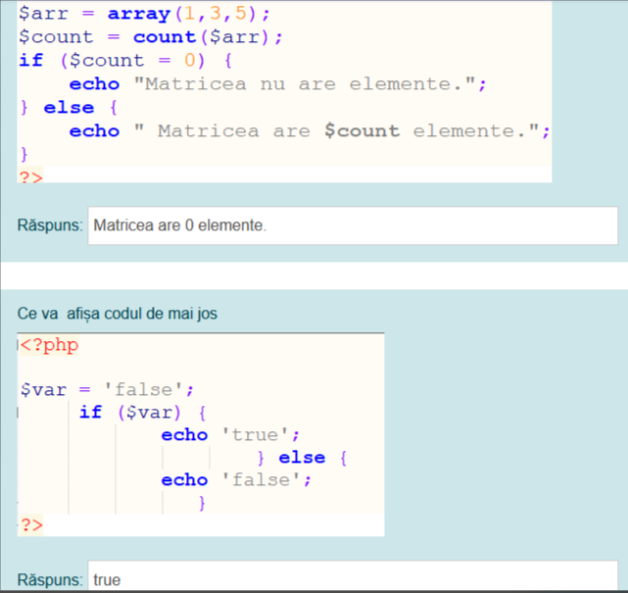 $arr = array(1,3,5);
$count = count($arr);
if ($count = 0) {
echo "Matricea nu are elemente.";
} else {
echo " Matricea are $count elemente.";
}
?>
Răspuns: Matricea are 0 elemente.
Ce va afișa codul de mai jos
<?php
$var = 'false';
if ($var) {
echo 'true';
} else {
echo 'false';
}
?>
Răspuns: true